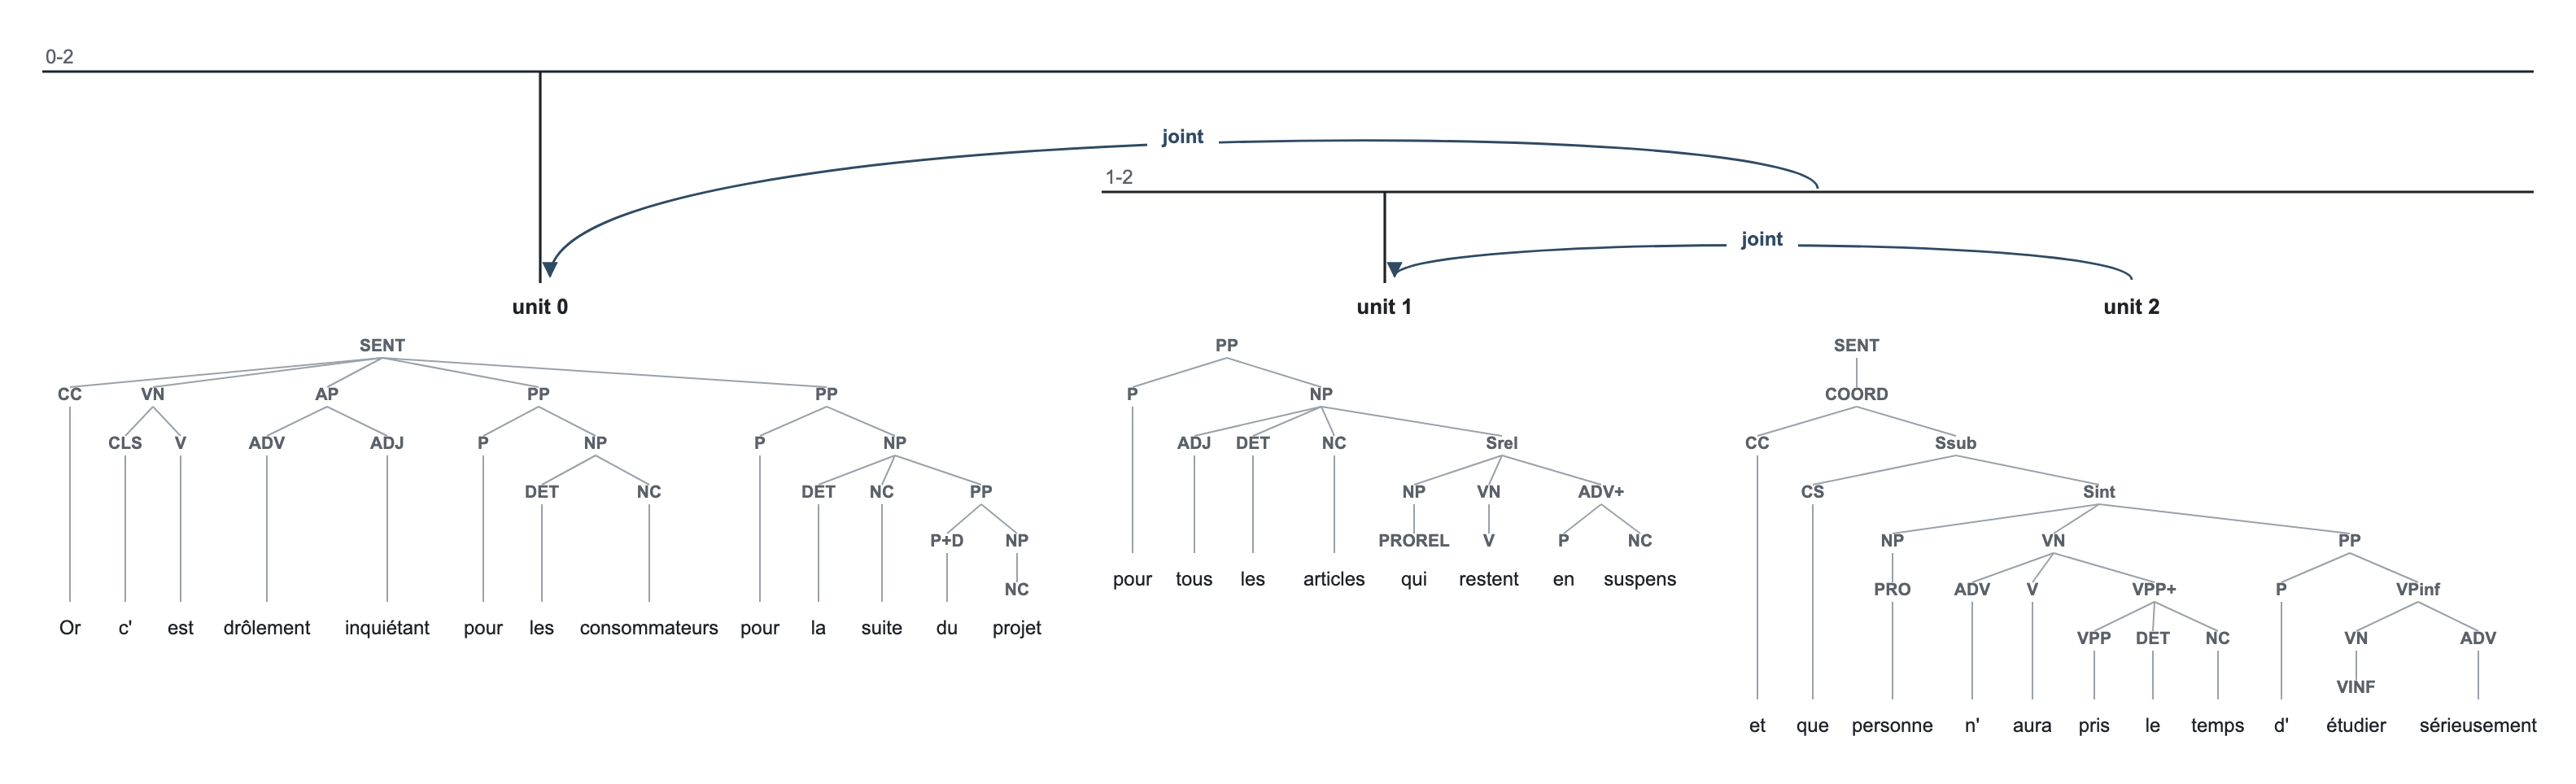 0-2
joint
1-2
joint
unit 0 unit 1 unit 2
SENT PP SENT
CC VN AP PP PP P NP COORD
CLS V ADV ADJ P NP P NP ADJ DET NC Srel CC Ssub
DET NC DET NC PP NP VN ADV+ CS Sint
P+D NP PROREL V P NC NP VN PP
pour tous les articles qui restent en suspens
NC PRO ADV V VPP+ P VPinf
Or c' est drôlement inquiétant pour les consommateurs pour la suite du projet
VPP DET NC VN ADV
VINF
et que personne n' aura pris le temps d' étudier sérieusement